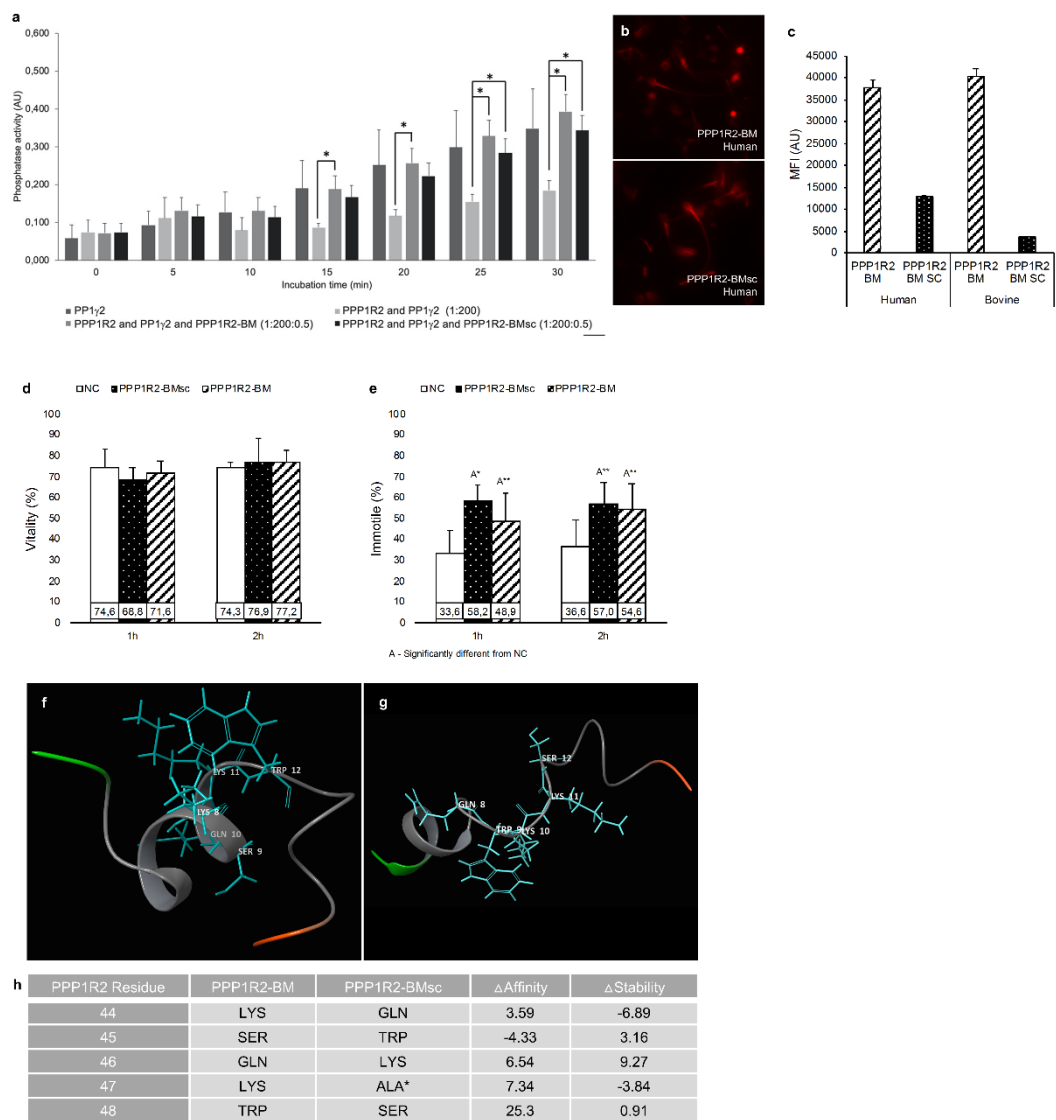 a
0,600
0,500
0,400
0,300
0,200
0,100
0,000
Phosphatase activity (AU)
*
*
*
*
*
*
0
5
10
15
20
25
30
Incubation time (min)
PP1γ2
PPP1R2 and PP1γ2 (1:200)
PPP1R2 and PP1γ2 and PPP1R2-BM (1:200:0.5)
PPP1R2 and PP1γ2 and PPP1R2-BMsc (1:200:0.5)
b
PPP1R2-BM
Human
PPP1R2-BMsc
Human
c
45000
40000
35000
30000
25000
20000
15000
10000
5000
0
MFI (AU)
PPP1R2 BM
PPP1R2 BM SC
PPP1R2 BM
PPP1R2 BM SC
Human
Bovine
d
NC
PPP1R2-BMsc
PPP1R2-BM
100
90
80
70
60
50
40
30
20
10
0
Vitality (%)
74,6
68,8
71,6
74,3
76,9
77,2
1h
2h
e
NC
PPP1R2-BMsc
PPP1R2-BM
100
90
80
70
60
50
40
30
20
10
0
Immotile (%)
A*
A**
A**
A**
33,6
58,2
48,9
36,6
57,0
54,6
1h
2h
A - Significantly different from NC
f
LYS 11
TRP 12
LYS 8
GLN 10
SER 9
g
SER 12
LYS 11
GLN 8
TRP 9
LYS 10
h
PPP1R2 Residue PPP1R2-BM PPP1R2-BMsc ΔAffinity ΔStability
44 LYS GLN 3.59 -6.89
45 SER TRP -4.33 3.16
46 GLN LYS 6.54 9.27
47 LYS ALA* 7.34 -3.84
48 TRP SER 25.3 0.91